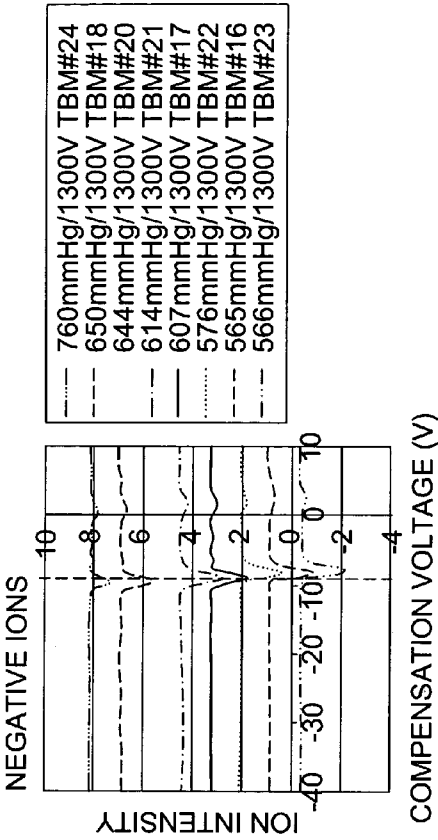 NEGATIVE IONS
ION INTENSITY
10
8
6
4
2
0
-2
-4
-40
-30
-20
-10
0
10
COMPENSATION VOLTAGE (V)
760mmHg/1300V TBM#24
650mmHg/1300V TBM#18
644mmHg/1300V TBM#20
614mmHg/1300V TBM#21
607mmHg/1300V TBM#17
576mmHg/1300V TBM#22
565mmHg/1300V TBM#16
566mmHg/1300V TBM#23